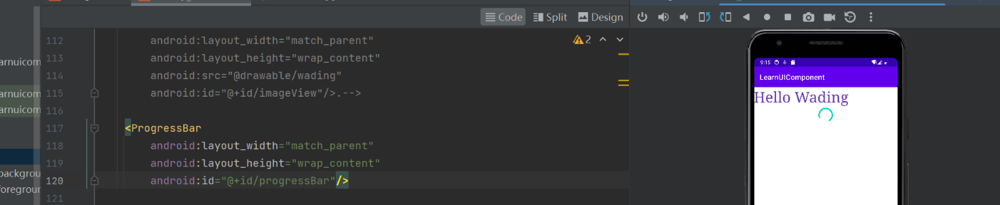 Code Split Design
arnuicom
arnuicom
arnuicom
backgrou
foregroun
112 android:layout_width="match_parent"
113 android:layout_height="wrap_content"
114 android:src="@drawable/wading"
115 android:id="@+id/imageView"/>.-->
116
117 <ProgressBar
118 android:layout_width="match_parent"
119 android:layout_height="wrap_content"
120 android:id="@+id/progressBar"/>
121
2
9:15
LearnUIComponent
Hello Wading